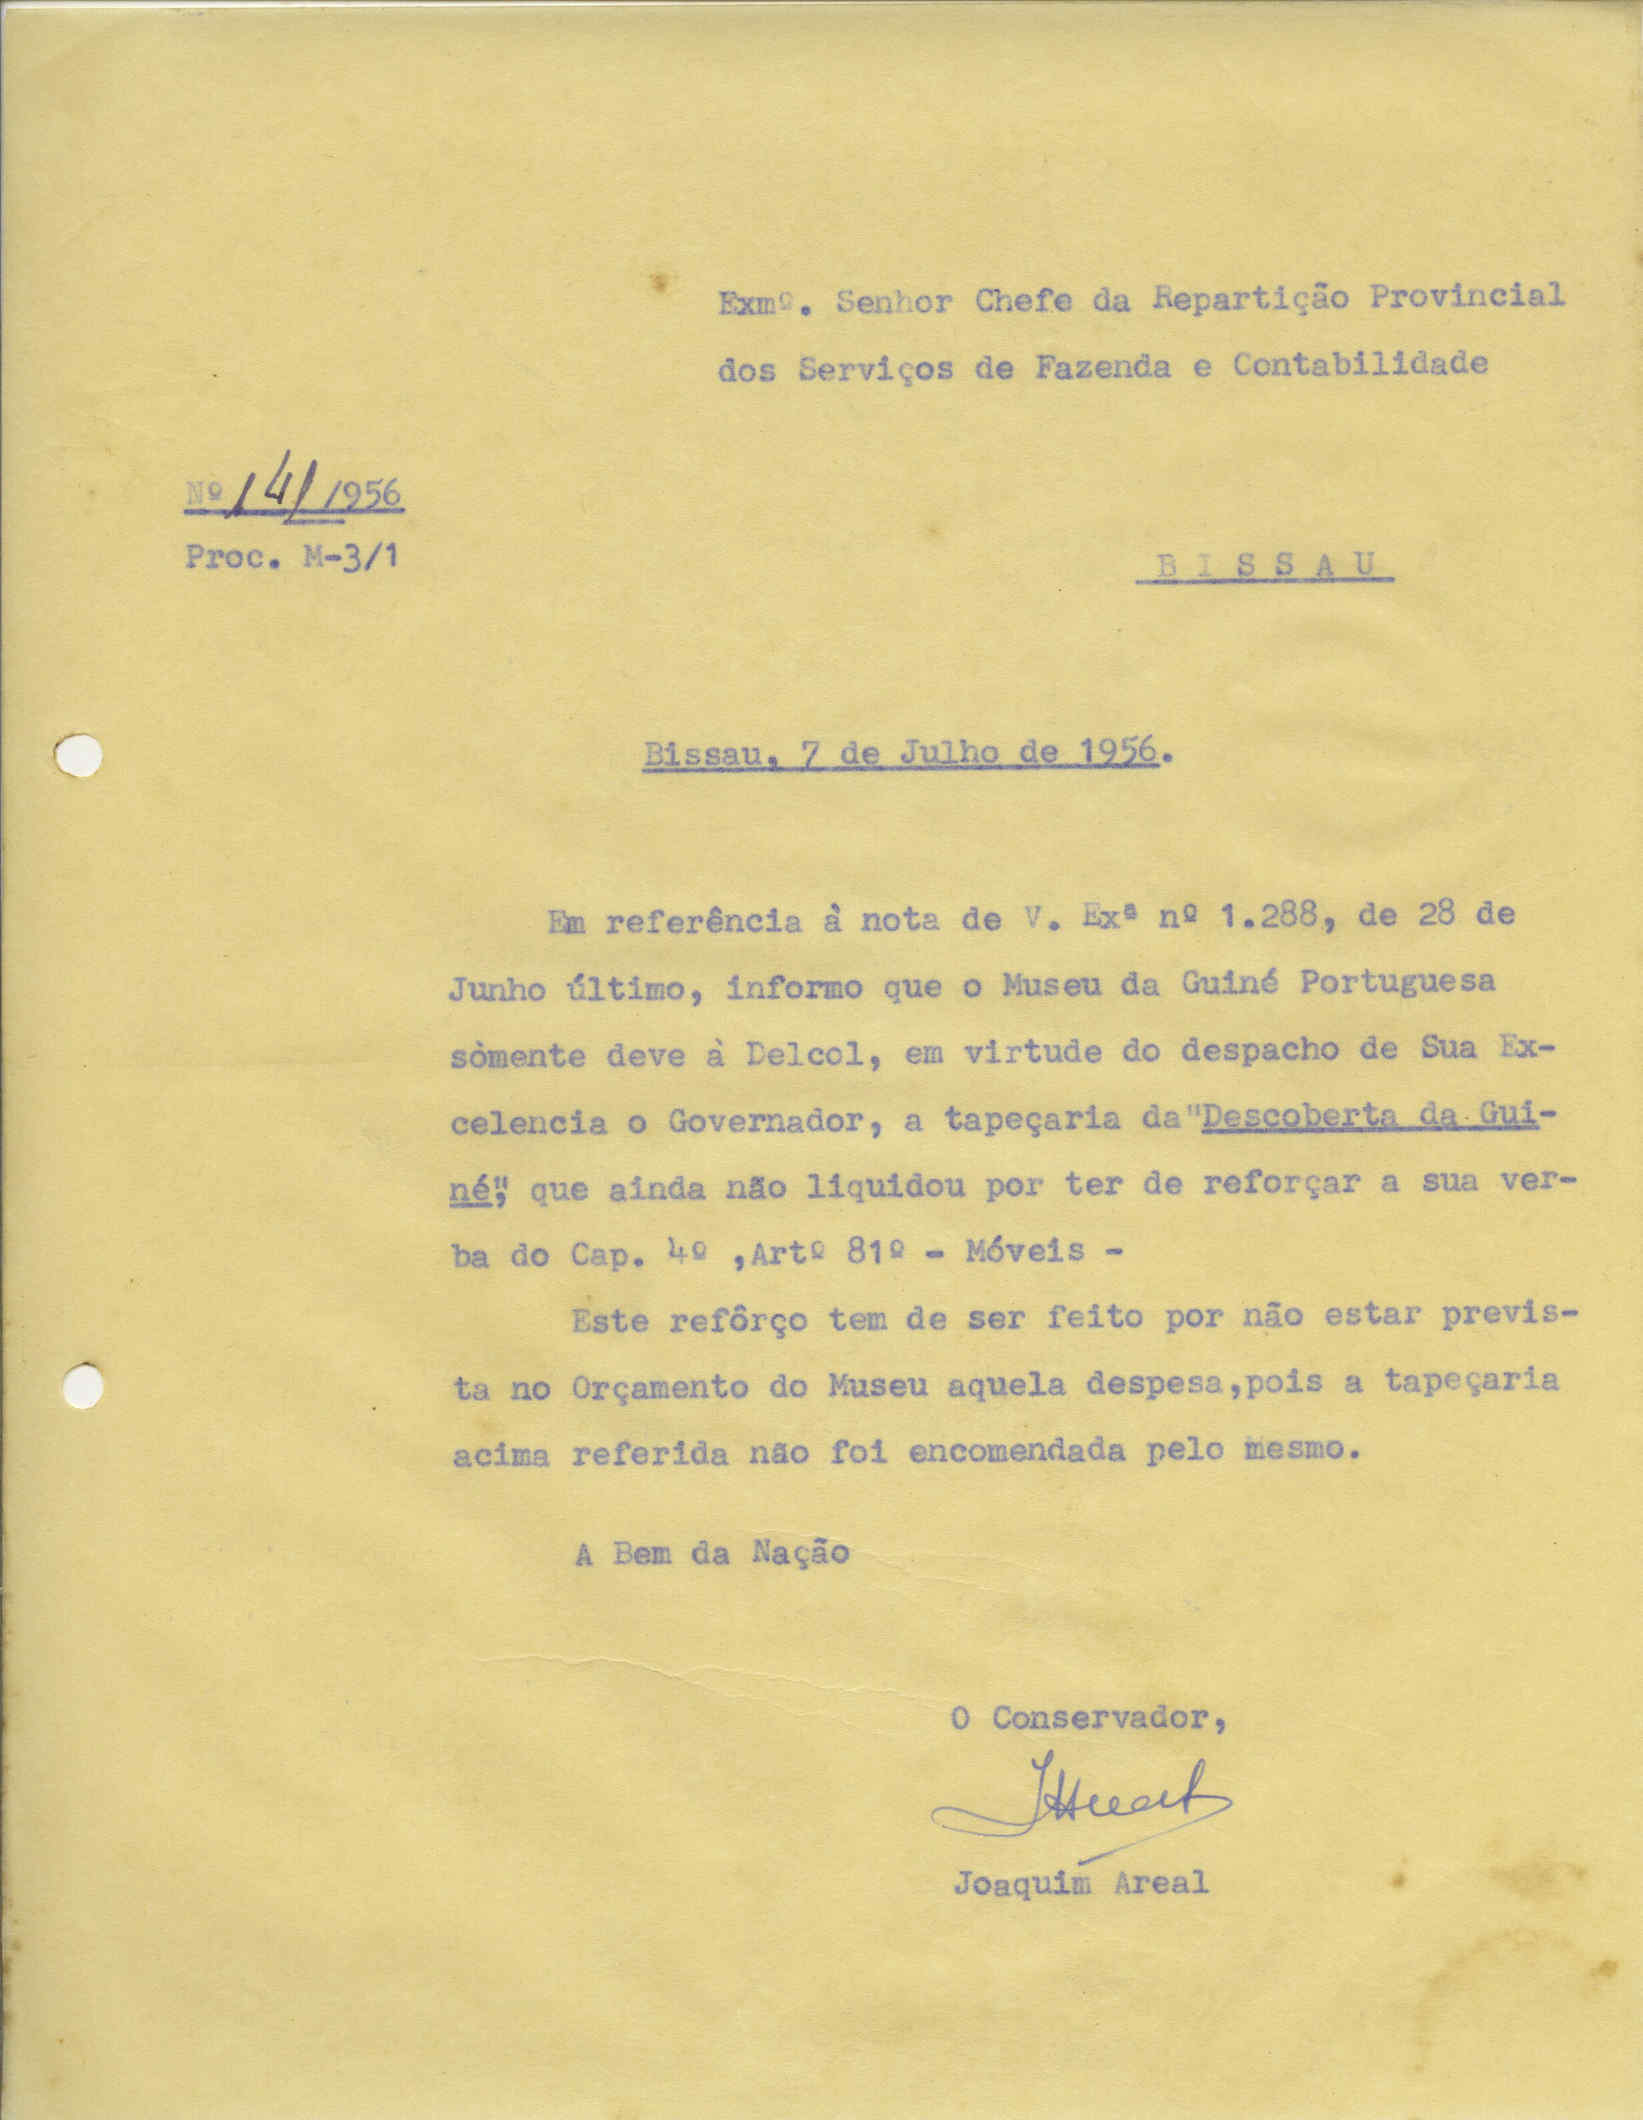 Exmº. Senhor Chefe da Repartição Provincial
dos Serviços de Fazenda e Contabilidade
Nº 141/1956
Proc. M-3/1
B I S S A U
Bissau, 7 de Julho de 1956.
Em referência à nota de V. Exª nº 1.288, de 28 de
Junho último, informo que o Museu da Guiné Portuguesa
sòmente deve à Delcol, em virtude do despacho de Sua Ex-
celencia o Governador, a tapeçaria da "Descoberta da Gui-
né", que ainda não liquidou por ter de reforçar a sua ver-
ba do Cap. 4º ,Artº 81º - Móveis -
Este refôrço tem de ser feito por não estar previs-
ta no Orçamento do Museu aquela despesa,pois a tapeçaria
acima referida não foi encomendada pelo mesmo.
A Bem da Nação
O Conservador,
Joaquim Areal